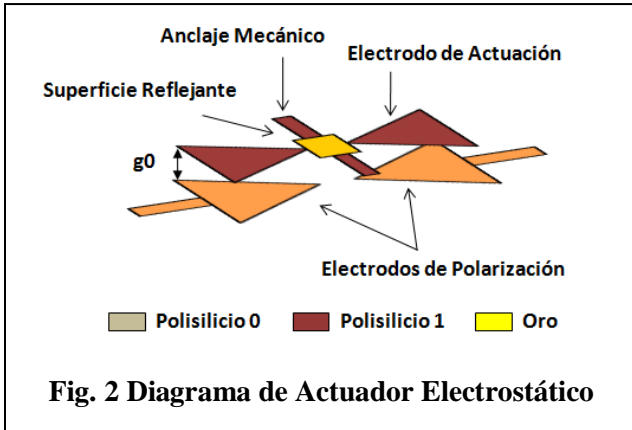 Anclaje Mecánico
Electrodo de Actuación
Superficie Reflejante
g0
Electrodos de Polarización
Polisilicio 0 Polisilicio 1 Oro
Fig. 2 Diagrama de Actuador Electrostático